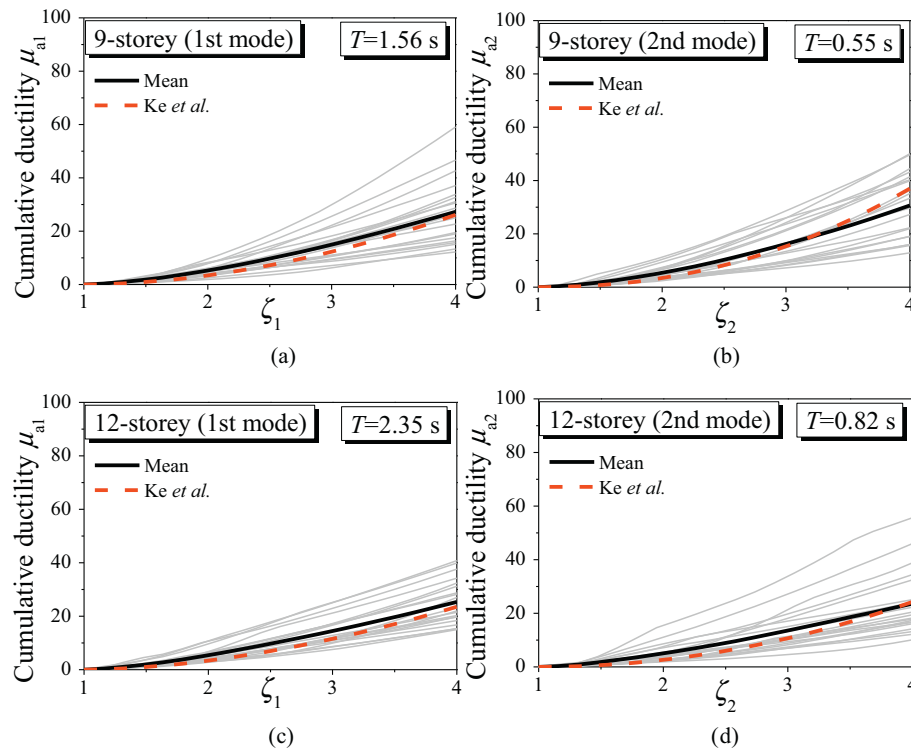 9-storey (1st mode)
T=1.56 s
Mean
Ke et al.
Cumulative ductility μa1
100
80
60
40
20
0
1
2
3
4
ζ1
(a)
9-storey (2nd mode)
T=0.55 s
Mean
Ke et al.
Cumulative ductility μa2
100
80
60
40
20
0
1
2
3
4
ζ2
(b)
12-storey (1st mode)
T=2.35 s
Mean
Ke et al.
Cumulative ductility μa1
100
80
60
40
20
0
1
2
3
4
ζ1
(c)
12-storey (2nd mode)
T=0.82 s
Mean
Ke et al.
Cumulative ductility μa2
100
80
60
40
20
0
1
2
3
4
ζ2
(d)